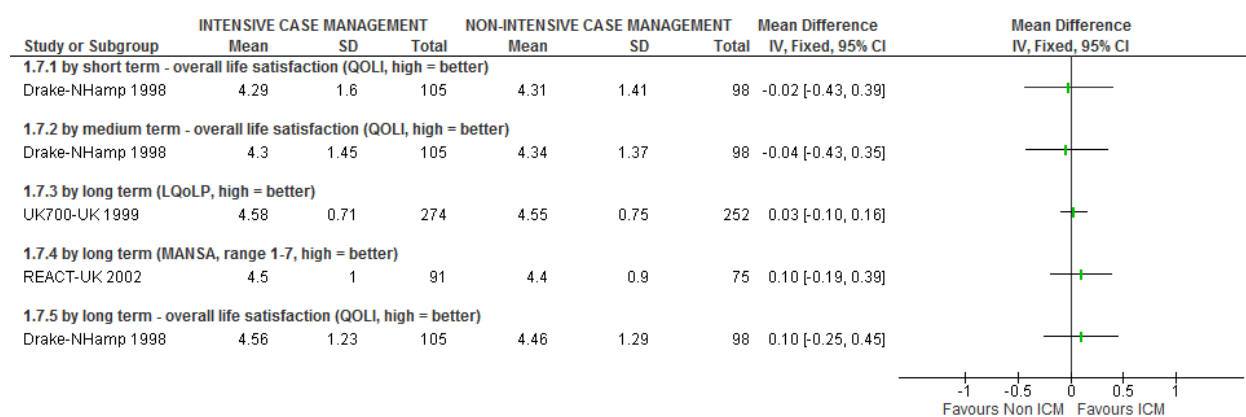 INTENSIVE CASE MANAGEMENT NON-INTENSIVE CASE MANAGEMENT Mean Difference Mean Difference
Study or Subgroup Mean SD Total Mean SD Total IV, Fixed, 95% CI IV, Fixed, 95% CI
1.7.1 by short term - overall life satisfaction (QOLI, high = better)
Drake-NHamp 1998 4.29 1.6 105 4.31 1.41 98 -0.02 [-0.43, 0.39]
1.7.2 by medium term - overall life satisfaction (QOLI, high = better)
Drake-NHamp 1998 4.3 1.45 105 4.34 1.37 98 -0.04 [-0.43, 0.35]
1.7.3 by long term (LQoLP, high = better)
UK700-UK 1999 4.58 0.71 274 4.55 0.75 252 0.03 [-0.10, 0.16]
1.7.4 by long term (MANSA, range 1-7, high = better)
REACT-UK 2002 4.5 1 91 4.4 0.9 75 0.10 [-0.19, 0.39]
1.7.5 by long term - overall life satisfaction (QOLI, high = better)
Drake-NHamp 1998 4.56 1.23 105 4.46 1.29 98 0.10 [-0.25, 0.45]
-1 -0.5 0 0.5 1
Favours Non ICM Favours ICM